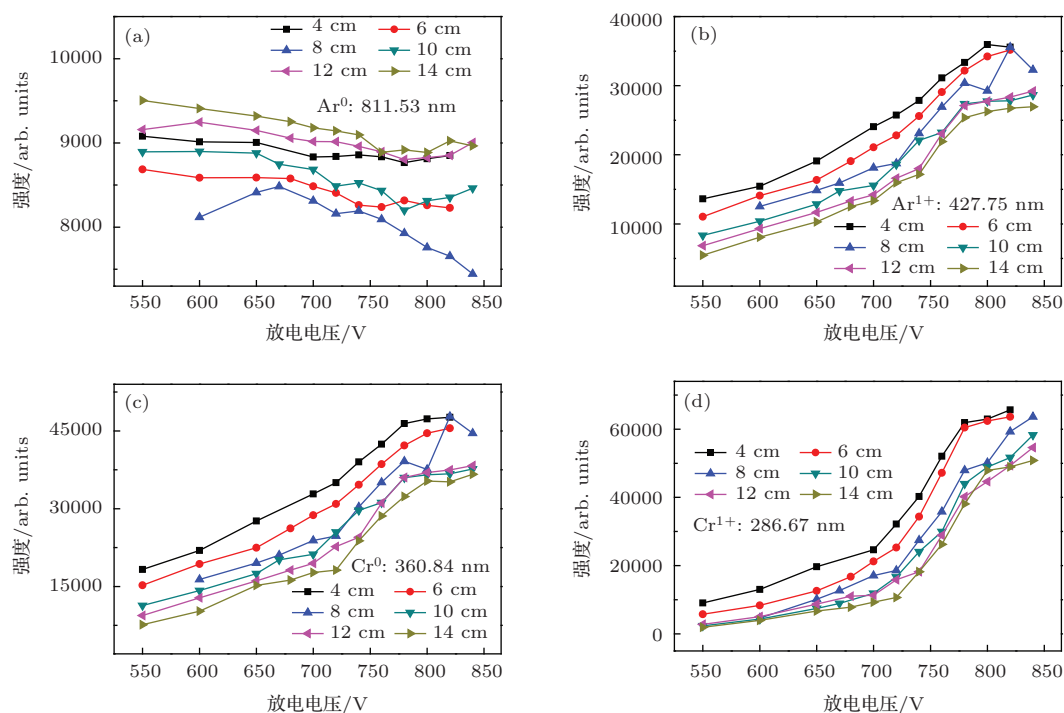 (a)
4 cm 6 cm
8 cm 10 cm
12 cm 14 cm
Ar⁰: 811.53 nm
强度/arb. units
10000
9000
8000
550 600 650 700 750 800 850
放电电压/V
(b)
强度/arb. units
40000
30000
20000
10000
Ar¹⁺: 427.75 nm
4 cm 6 cm
8 cm 10 cm
12 cm 14 cm
550 600 650 700 750 800 850
放电电压/V
(c)
强度/arb. units
45000
30000
15000
Cr⁰: 360.84 nm
4 cm 6 cm
8 cm 10 cm
12 cm 14 cm
550 600 650 700 750 800 850
放电电压/V
(d)
强度/arb. units
60000
40000
20000
0
4 cm 6 cm
8 cm 10 cm
12 cm 14 cm
Cr¹⁺: 286.67 nm
550 600 650 700 750 800 850
放电电压/V